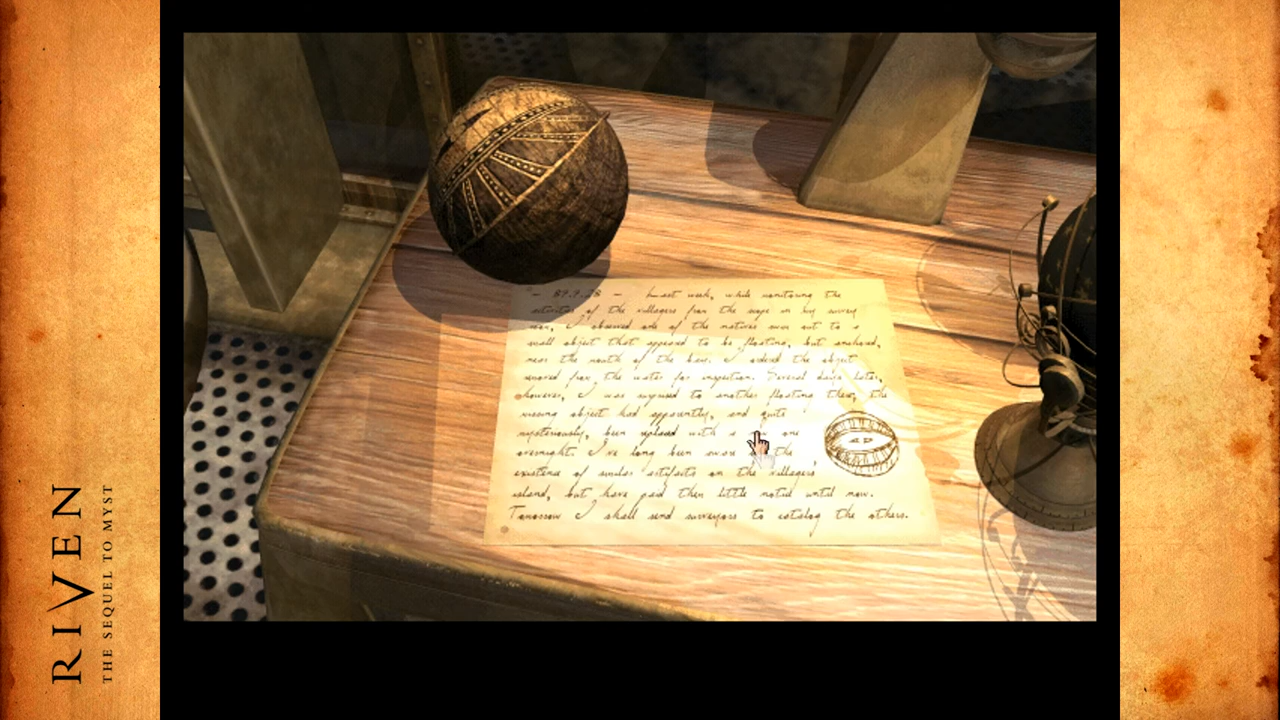 RIVEN
THE SEQUEL TO MYST
— 87.7.28 — Last week, while monitoring the
activities of the villagers from the scope in my survey
room, I observed one of the natives swim out to a
small object that appeared to be floating, but anchored,
near the mouth of the bay. I ordered the object
removed from the water for inspection. Several days later,
however, I was surprised to another floating there, the
missing object had apparently, and quite
mysteriously, been replaced with a new one
overnight. I've long been aware the
existence of similar artifacts on the villagers'
island, but have paid them little notice until now.
Tomorrow I shall send surveyors to catalog the others.